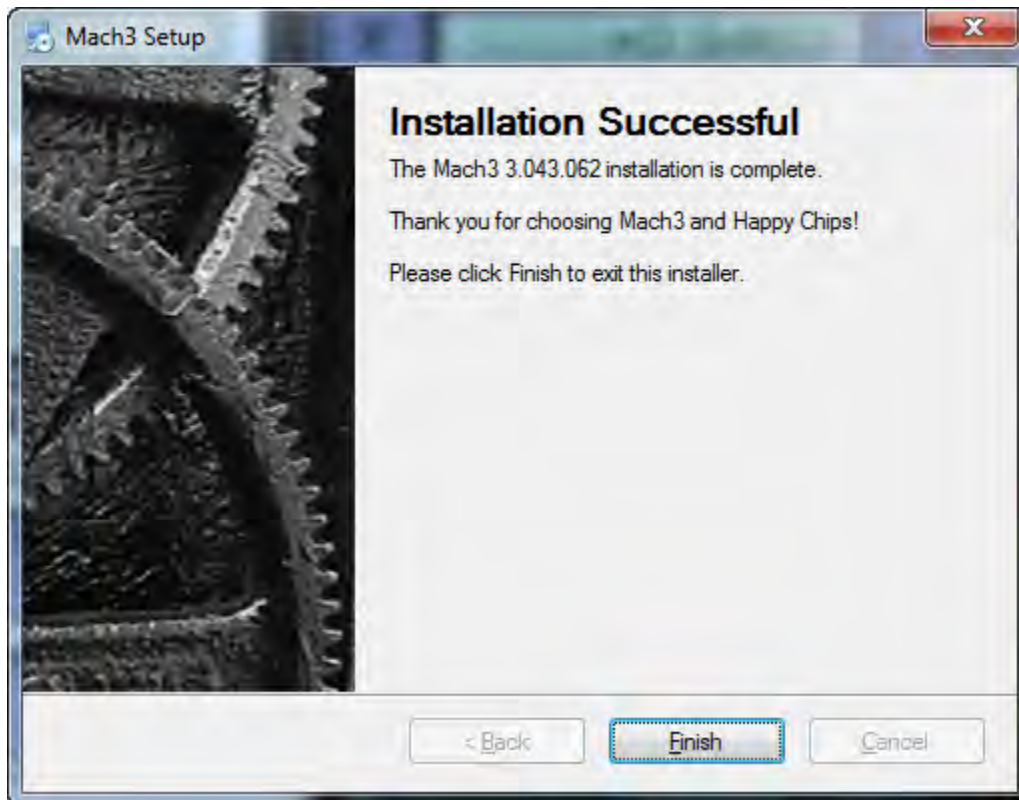 Mach3 Setup
Installation Successful
The Mach3 3.043.062 installation is complete.
Thank you for choosing Mach3 and Happy Chips!
Please click Finish to exit this installer.
< Back
Finish
Cancel